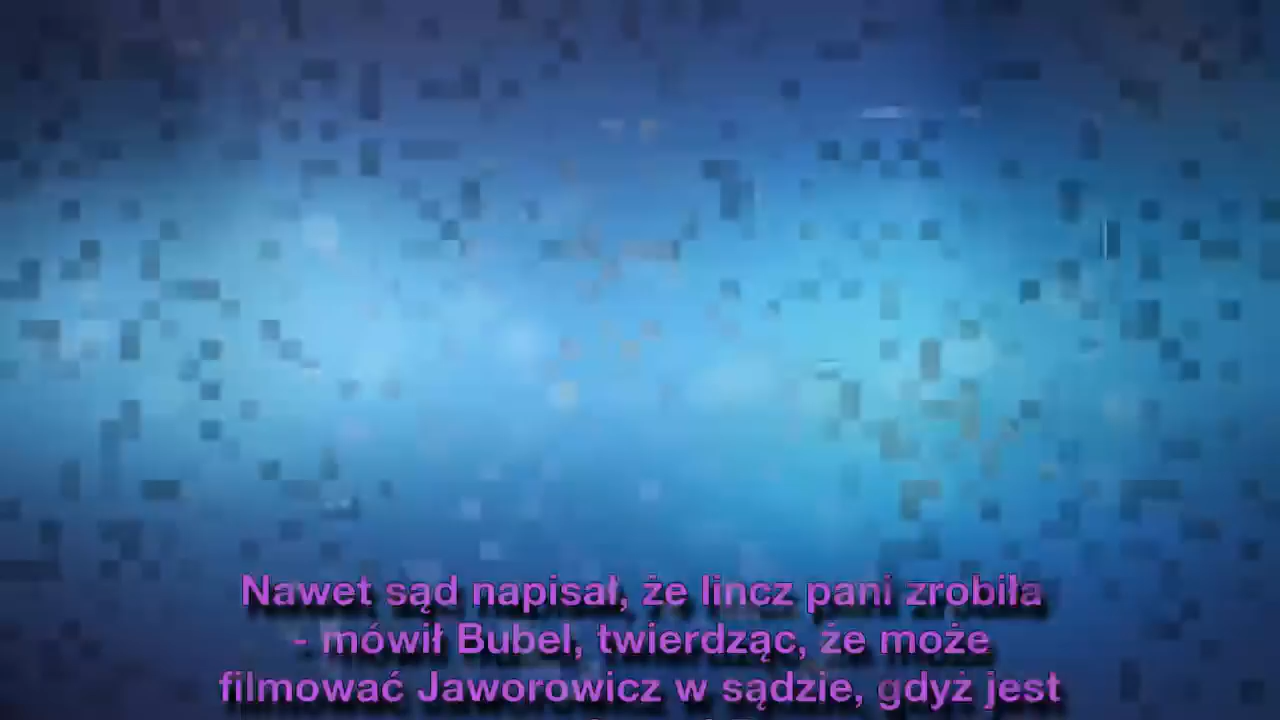 Nawet sąd napisał, że lincz pani zrobiła
- mówił Bubel, twierdząc, że może
filmować Jaworowicz w sądzie, gdyż jest